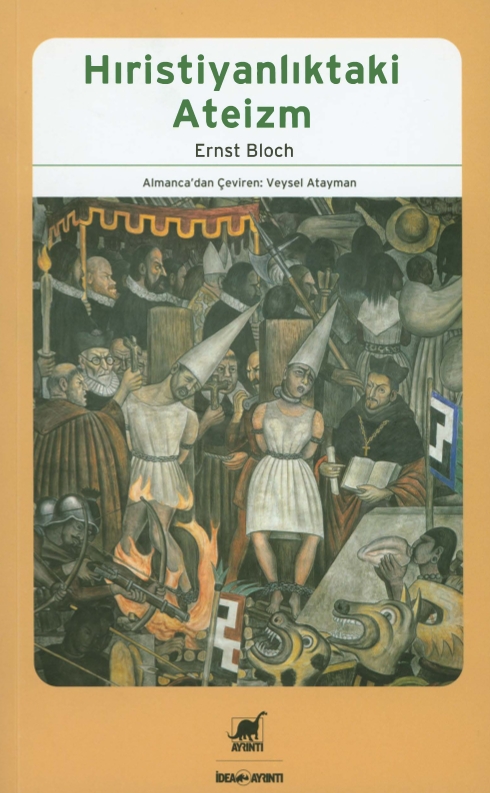 Hıristiyanlıktaki
Ateizm
Ernst Bloch
Almanca'dan Çeviren: Veysel Atayman
AYRINTI
İDEA AYRINTI